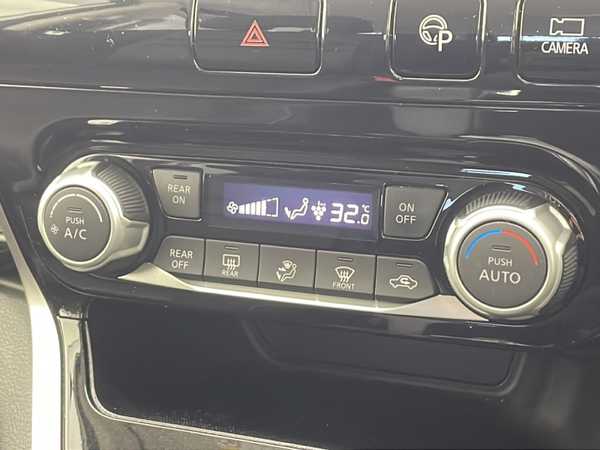 P
CAMERA
PUSH
A/C
REAR
ON
32.0
°C
ON
OFF
PUSH
AUTO
REAR
OFF
REAR
FRONT